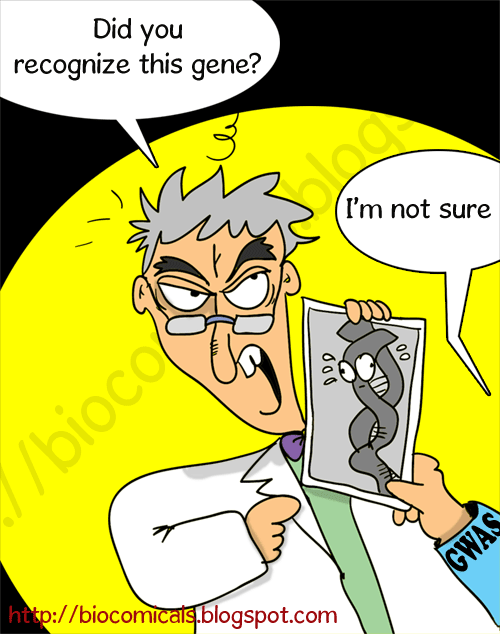 Did you
recognize this gene?
I'm not sure
GWAS
http://biocomicals.blogspot.com